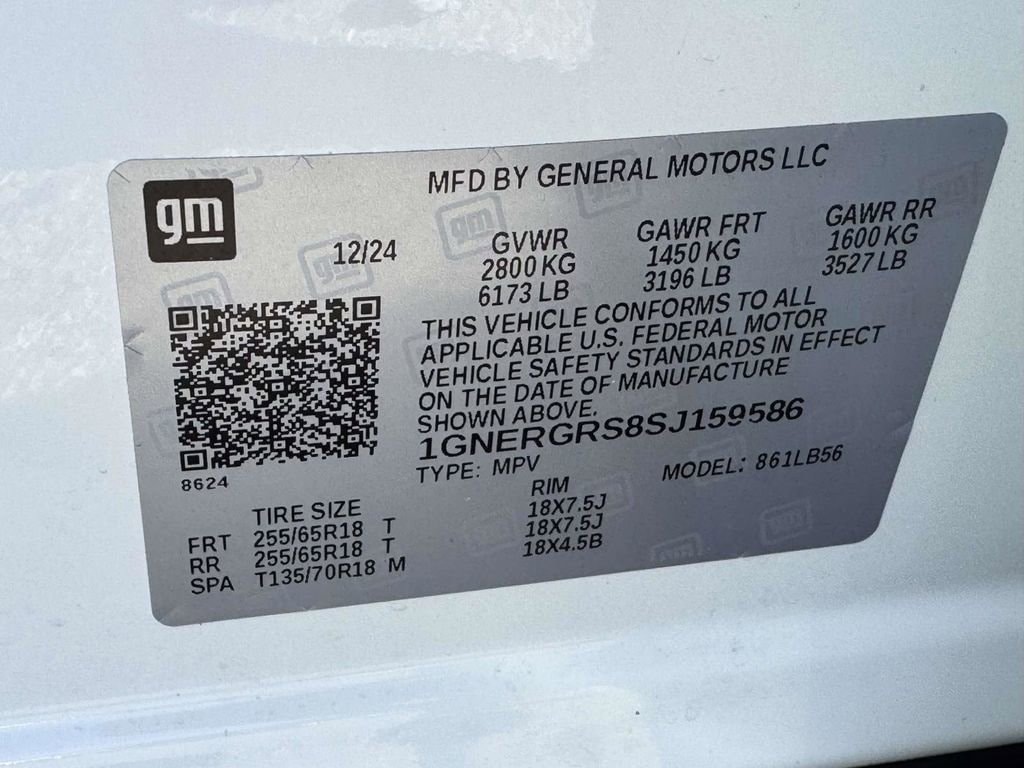 gm
MFD BY GENERAL MOTORS LLC
12/24
GVWR GAWR FRT GAWR RR
2800 KG 1450 KG 1600 KG
6173 LB 3196 LB 3527 LB
THIS VEHICLE CONFORMS TO ALL
APPLICABLE U.S. FEDERAL MOTOR
VEHICLE SAFETY STANDARDS IN EFFECT
ON THE DATE OF MANUFACTURE
SHOWN ABOVE.
1GNERGRS8SJ159586
TYPE: MPV MODEL: 861LB56
8624
TIRE SIZE RIM
FRT 255/65R18 T 18X7.5J
RR 255/65R18 T 18X7.5J
SPA T135/70R18 M 18X4.5B